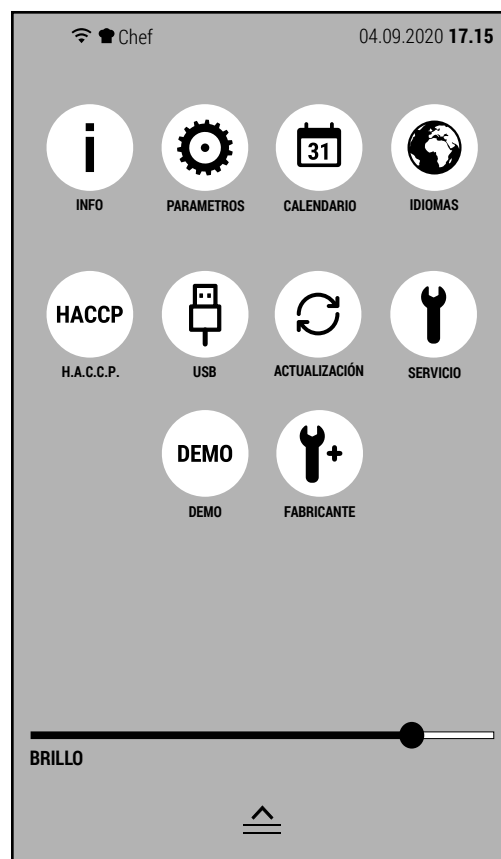 Chef 04.09.2020 17.15
i
31
INFO PARAMETROS CALENDARIO IDIOMAS
HACCP
H.A.C.C.P. USB ACTUALIZACIÓN SERVICIO
DEMO
DEMO FABRICANTE
BRILLO